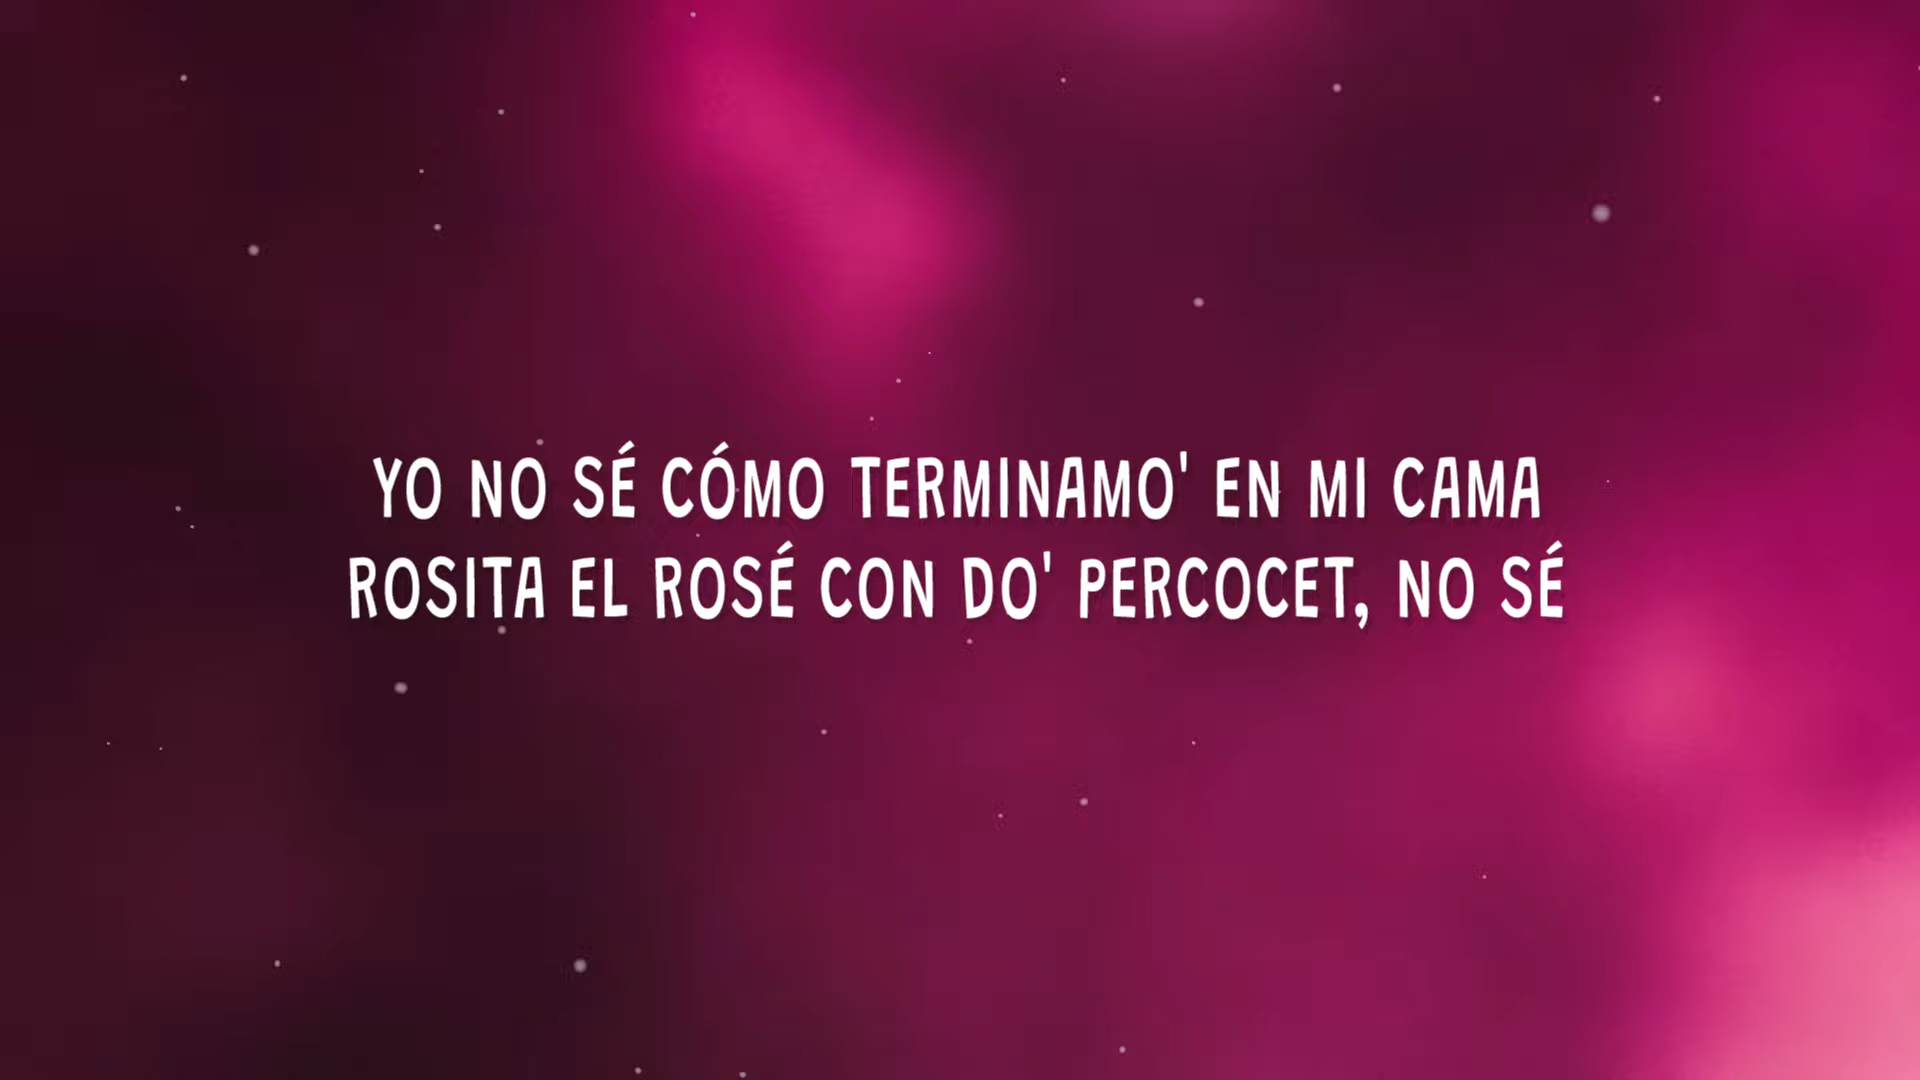 YO NO SÉ CÓMO TERMINAMO' EN MI CAMA
ROSITA EL ROSÉ CON DO' PERCOCET, NO SÉ